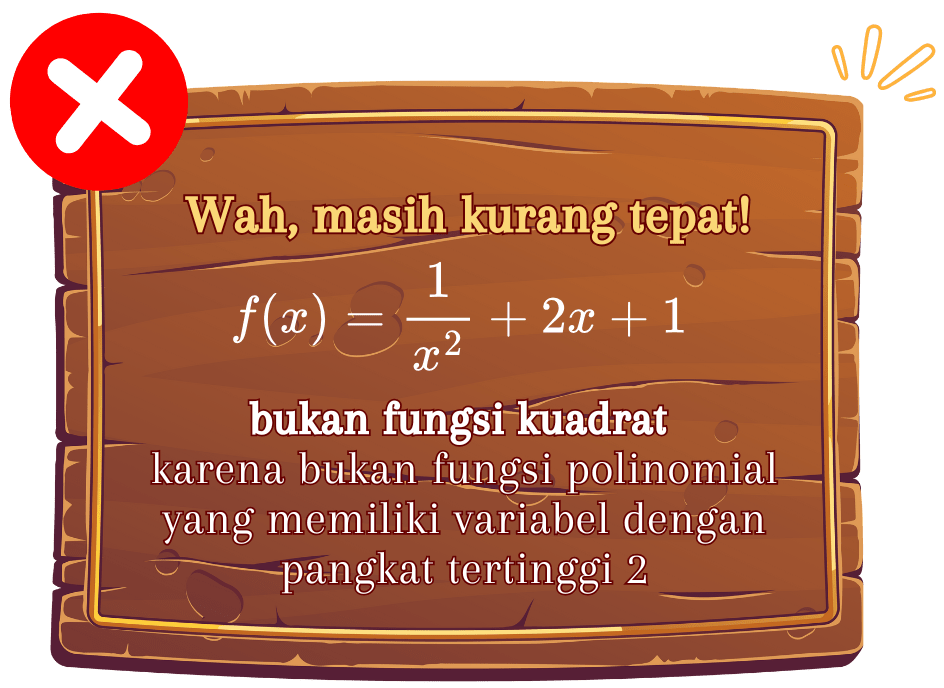 Wah, masih kurang tepat!
f(x) = \frac{1}{x^2} + 2x + 1
bukan fungsi kuadrat
karena bukan fungsi polinomial
yang memiliki variabel dengan
pangkat tertinggi 2